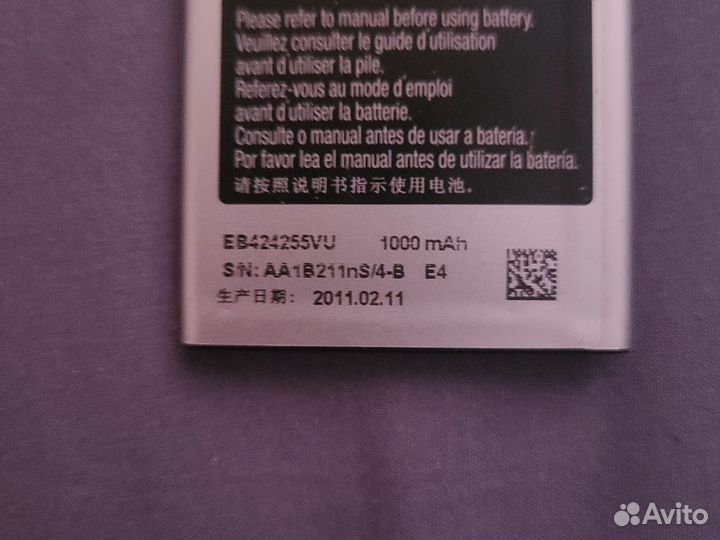 Please refer to manual before using battery.
Veuillez consulter le guide d'utilisation
avant d'utiliser la pile.
Referez-vous au mode d'emploi
avant d'utiliser la batterie.
Consulte o manual antes de usar a bateria.
Por favor lea el manual antes de utilizar la batería.
请按照说明书指示使用电池。
EB424255VU 1000 mAh
S/N: AA1B211nS/4-B E4
生产日期: 2011.02.11
Avito